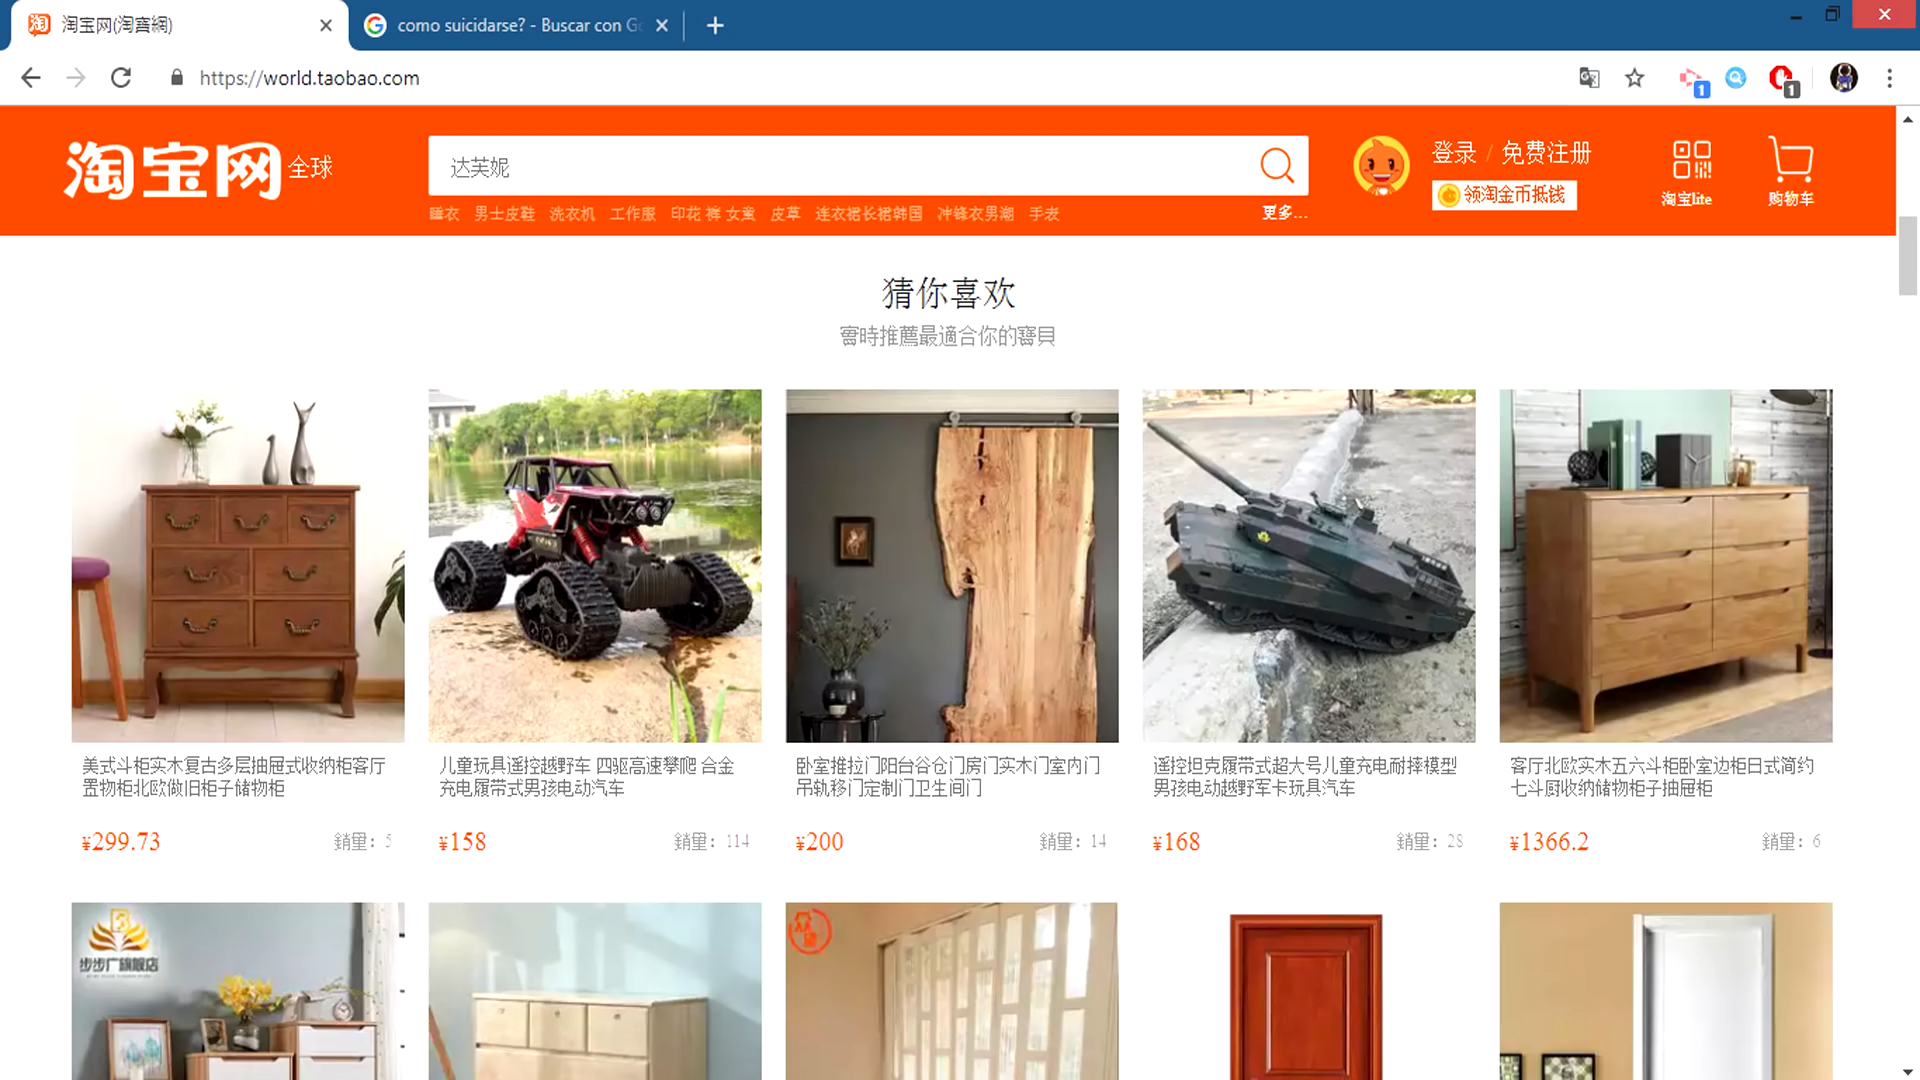 淘宝网(淘寶網)
como suicidarse? - Buscar con Go
https://world.taobao.com
1
1
淘宝网 全球
达芙妮
登录 / 免费注册
领淘金币抵钱
淘宝lite
购物车
睡衣 男士皮鞋 洗衣机 工作服 印花 裤 女童 皮草 连衣裙长裙韩国 冲锋衣男潮 手表
更多...
猜你喜欢
實時推薦最適合你的寶貝
美式斗柜实木复古多层抽屉式收纳柜客厅
置物柜北欧做旧柜子储物柜
¥299.73 銷量：5
儿童玩具遥控越野车 四驱高速攀爬 合金
充电履带式男孩电动汽车
¥158 銷量：114
卧室推拉门阳台谷仓门房门实木门室内门
吊轨移门定制门卫生间门
¥200 銷量：14
遥控坦克履带式超大号儿童充电耐摔模型
男孩电动越野军卡玩具汽车
¥168 銷量：28
客厅北欧实木五六斗柜卧室边柜日式简约
七斗厨收纳储物柜子抽屉柜
¥1366.2 銷量：6
步步广旗舰店